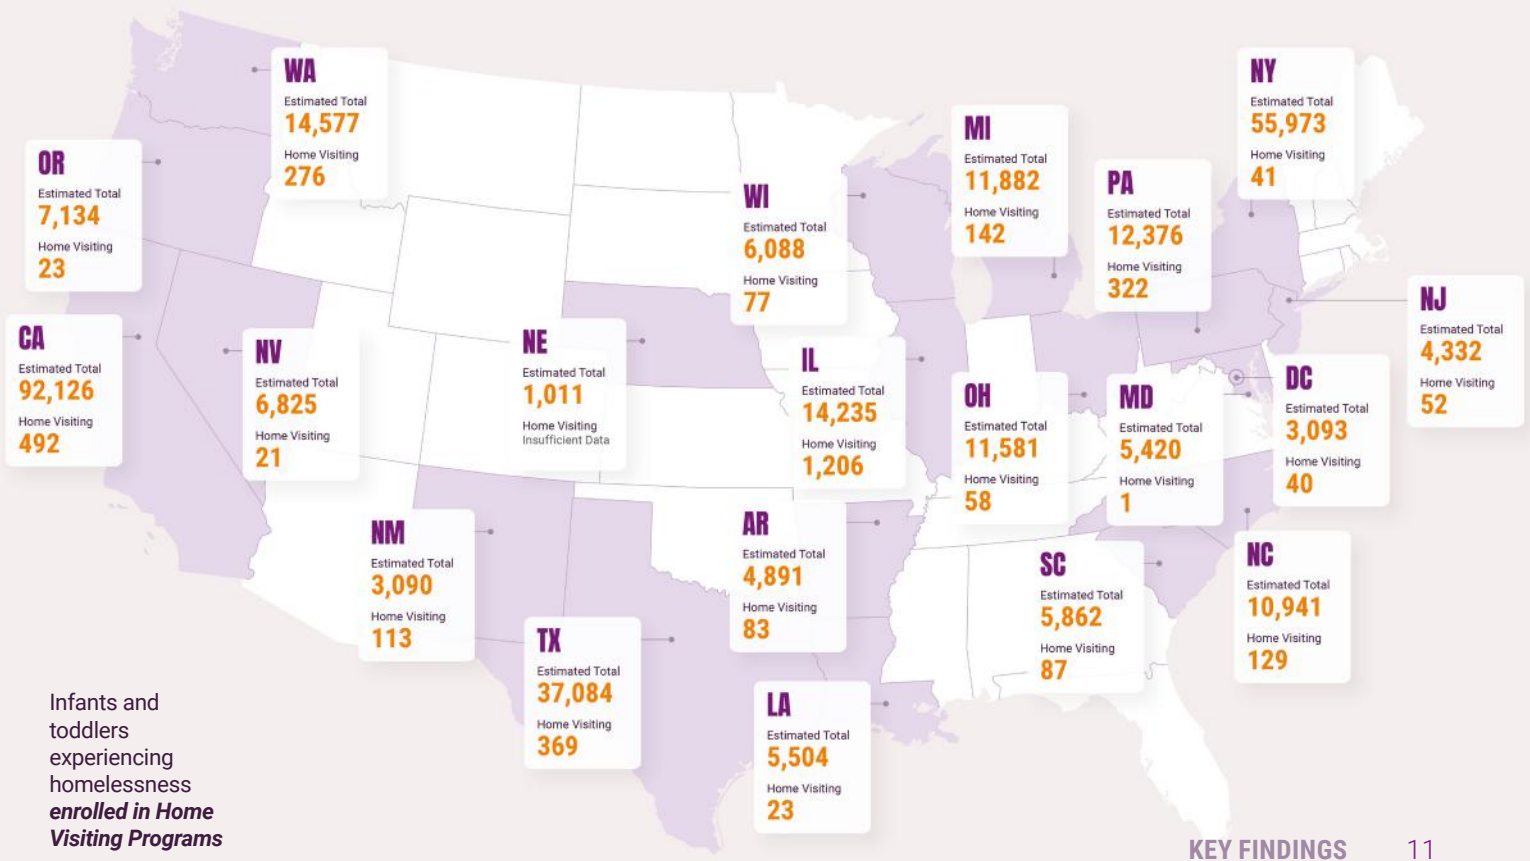 WA
Estimated Total
14,577
Home Visiting
276
OR
Estimated Total
7,134
Home Visiting
23
CA
Estimated Total
92,126
Home Visiting
492
NV
Estimated Total
6,825
Home Visiting
21
NE
Estimated Total
1,011
Home Visiting
Insufficient Data
NM
Estimated Total
3,090
Home Visiting
113
TX
Estimated Total
37,084
Home Visiting
369
WI
Estimated Total
6,088
Home Visiting
77
IL
Estimated Total
14,235
Home Visiting
1,206
AR
Estimated Total
4,891
Home Visiting
83
LA
Estimated Total
5,504
Home Visiting
23
MI
Estimated Total
11,882
Home Visiting
142
OH
Estimated Total
11,581
Home Visiting
58
PA
Estimated Total
12,376
Home Visiting
322
MD
Estimated Total
5,420
Home Visiting
1
SC
Estimated Total
5,862
Home Visiting
87
NY
Estimated Total
55,973
Home Visiting
41
NJ
Estimated Total
4,332
Home Visiting
52
DC
Estimated Total
3,093
Home Visiting
40
NC
Estimated Total
10,941
Home Visiting
129
Infants and
toddlers
experiencing
homelessness
enrolled in Home
Visiting Programs
KEY FINDINGS 11